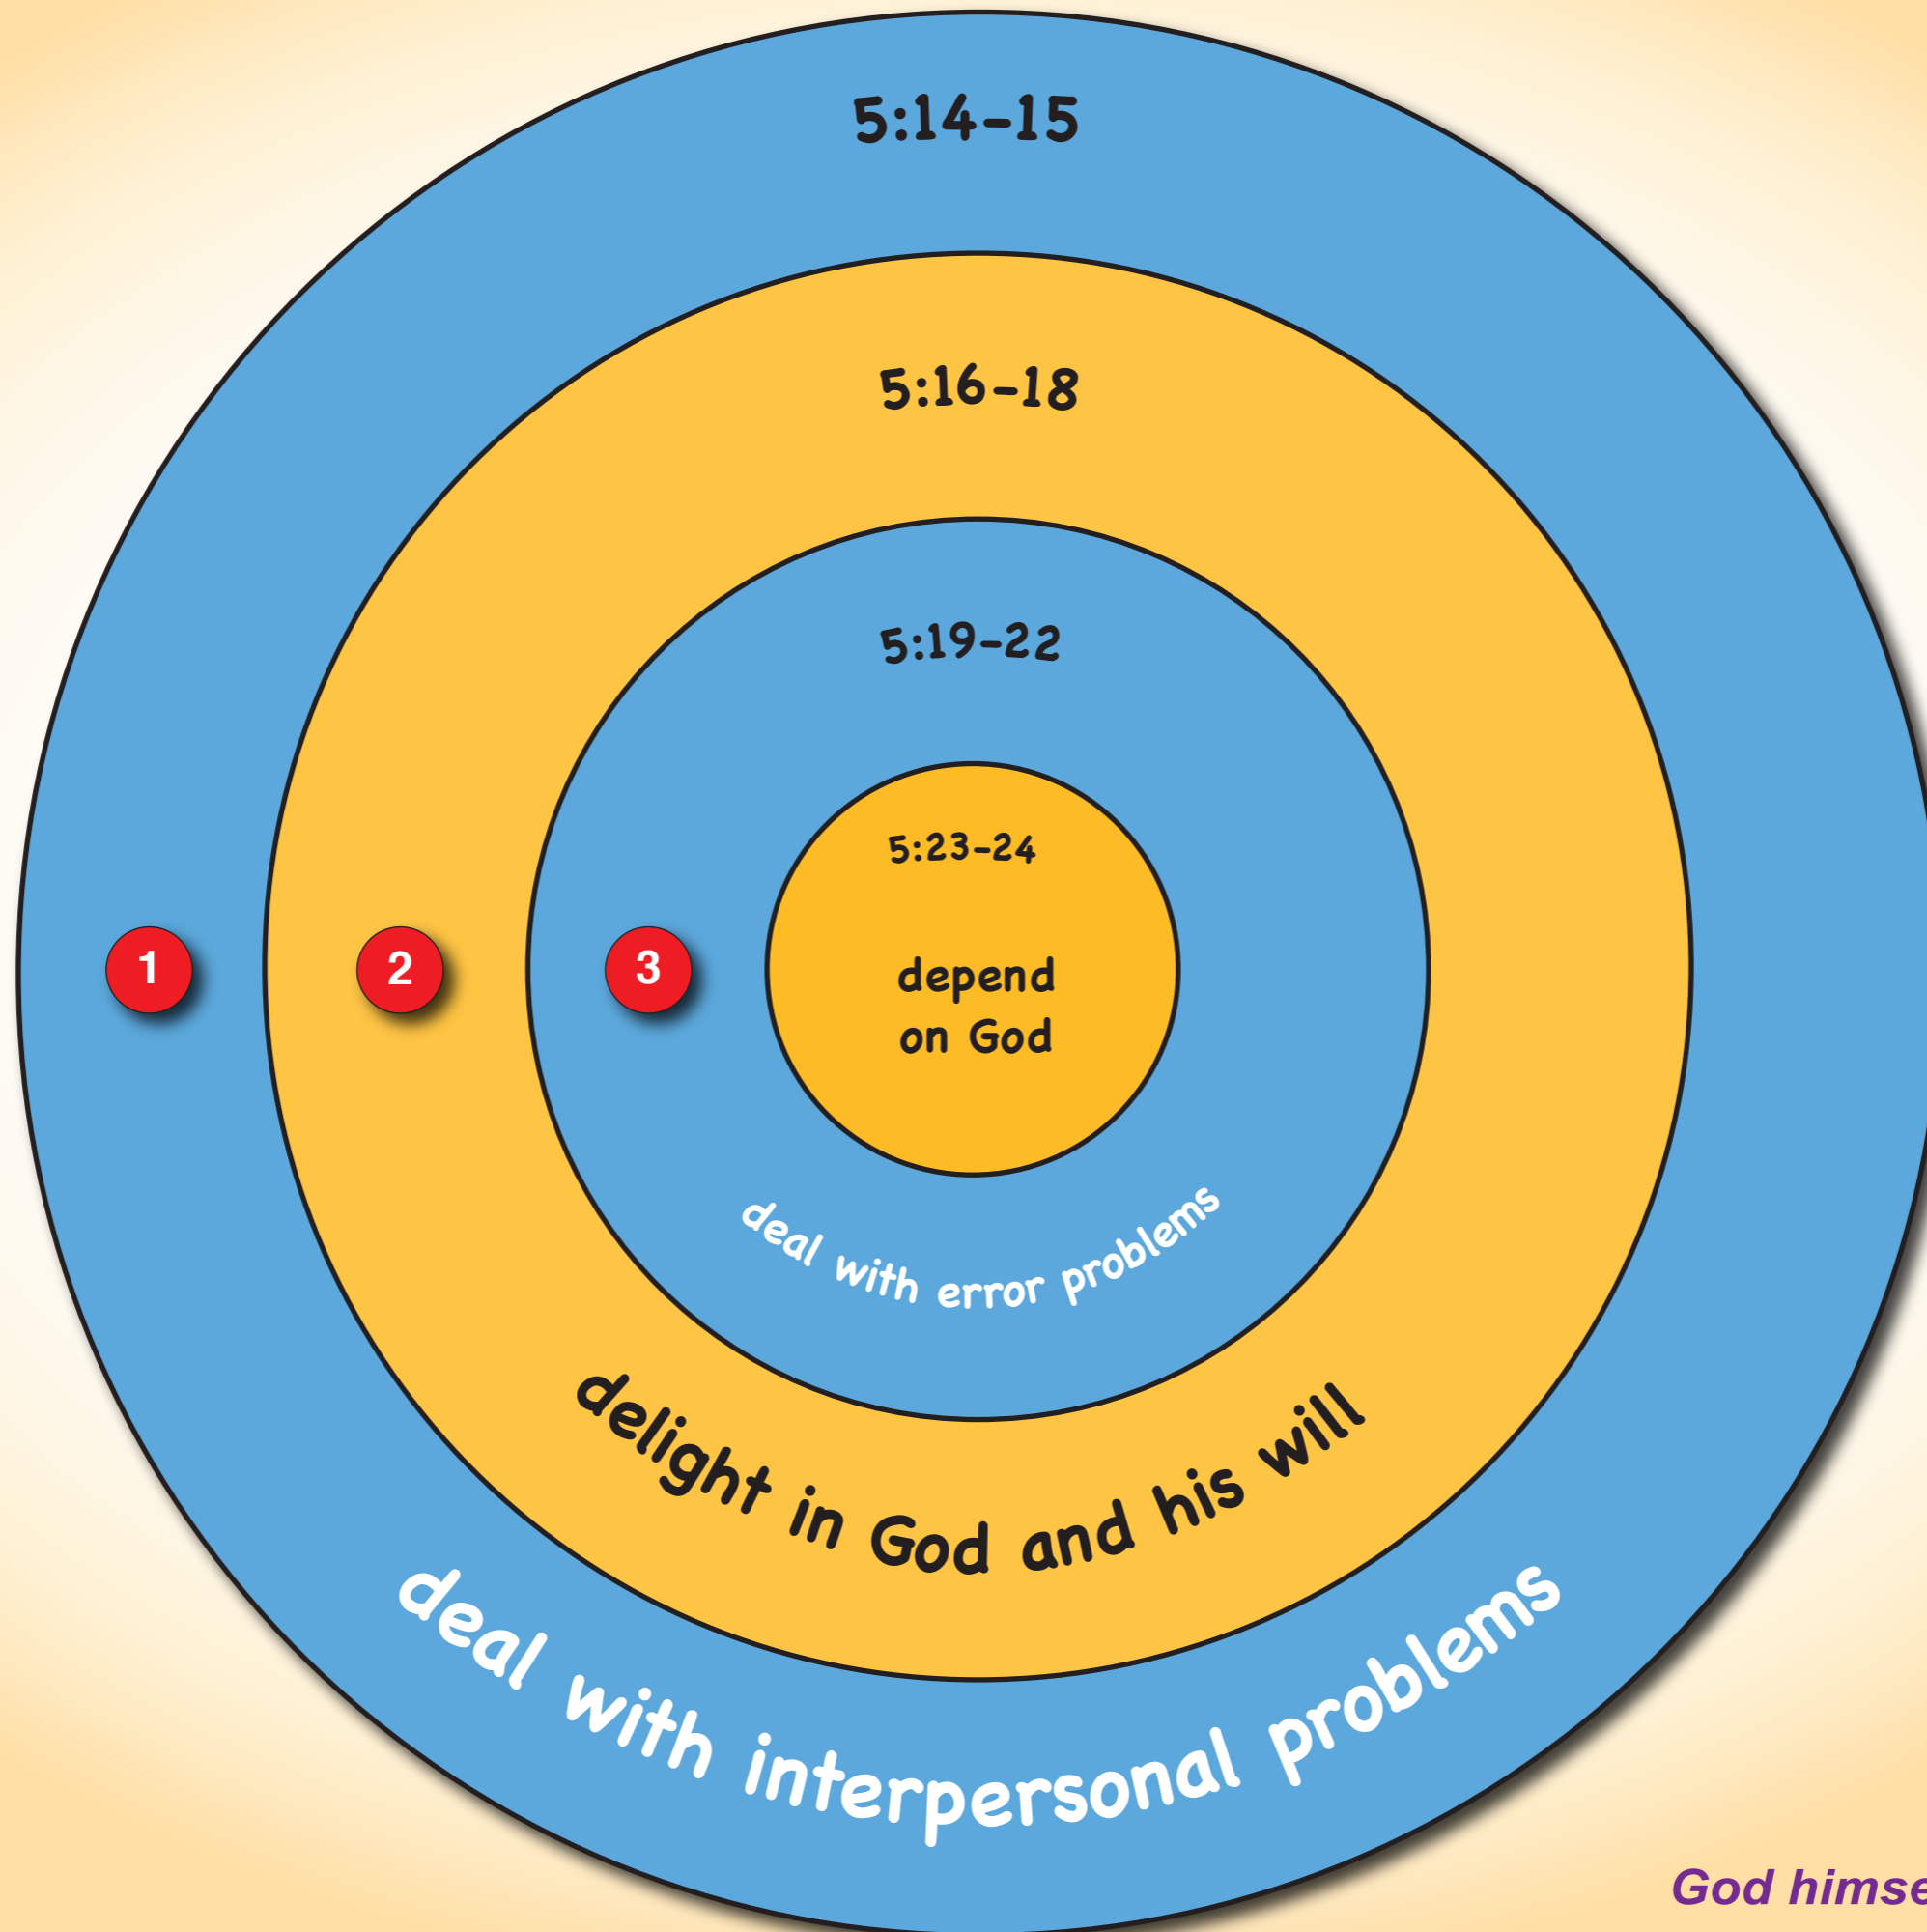 5:14-15
5:16-18
5:19-22
5:23-24
1
2
3
depend
on God
deal with error problems
delight in God and his will
deal with interpersonal problems
God himse